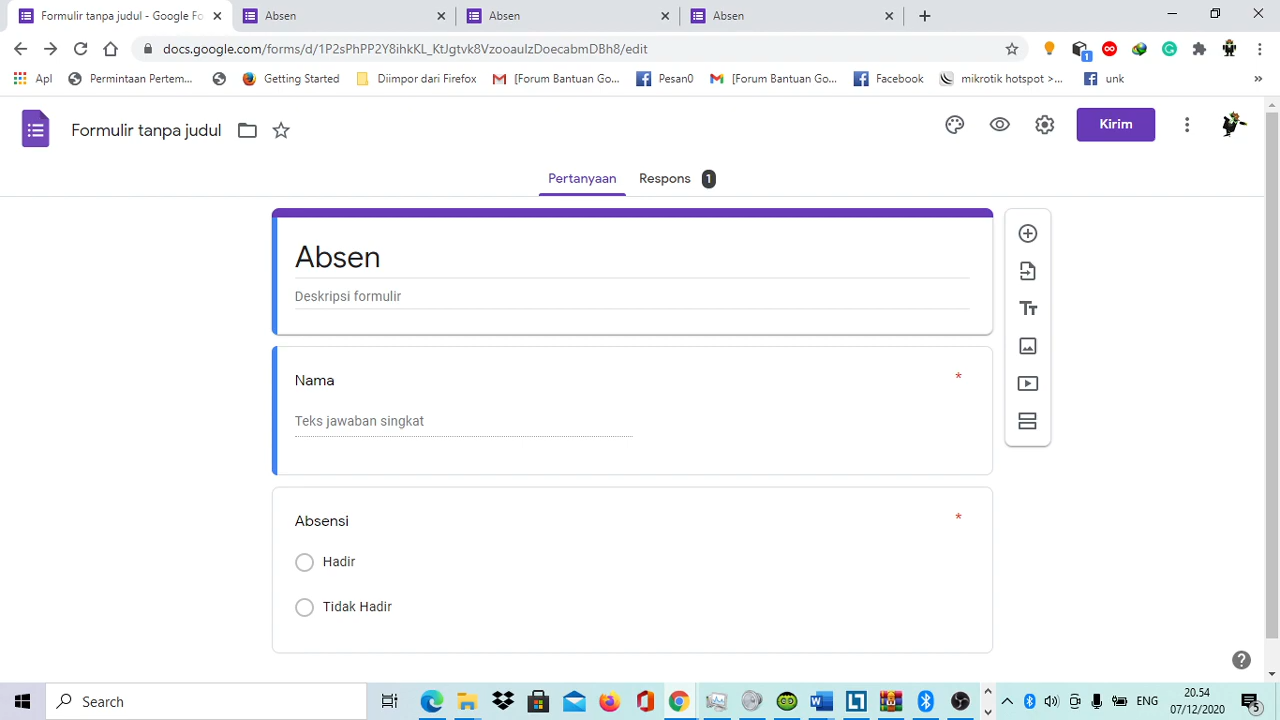 Formulir tanpa judul - Google Fo
Absen
Absen
Absen
docs.google.com/forms/d/1P2sPhPP2Y8ihkKL_KtJgtvk8VzooaulzDoecabmDBh8/edit
1
Apl
Permintaan Pertem...
Getting Started
Diimpor dari Firefox
[Forum Bantuan Go...
Pesan0
[Forum Bantuan Go...
Facebook
mikrotik hotspot >...
unk
»
Formulir tanpa judul
Kirim
Pertanyaan
Respons
1
Absen
Deskripsi formulir
Nama
*
Teks jawaban singkat
Absensi
*
Hadir
Tidak Hadir
Search
ENG
20.54
07/12/2020
5